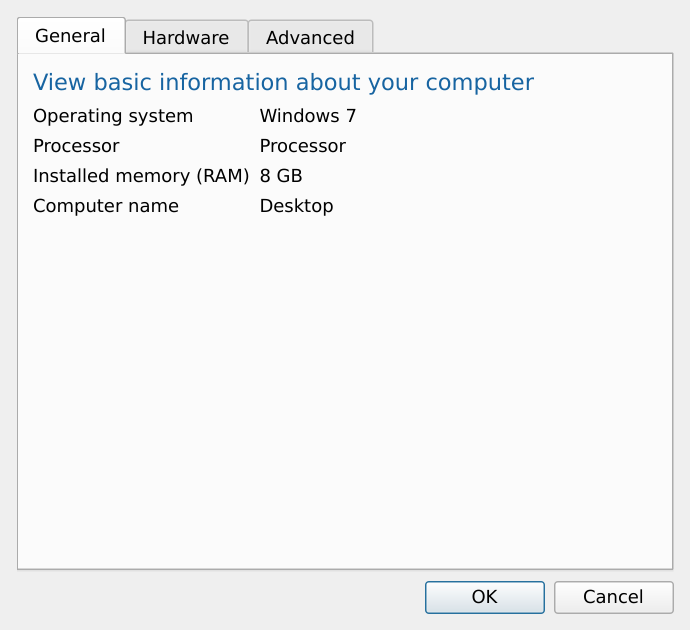 General Hardware Advanced
View basic information about your computer
Operating system Windows 7
Processor Processor
Installed memory (RAM) 8 GB
Computer name Desktop
OK Cancel